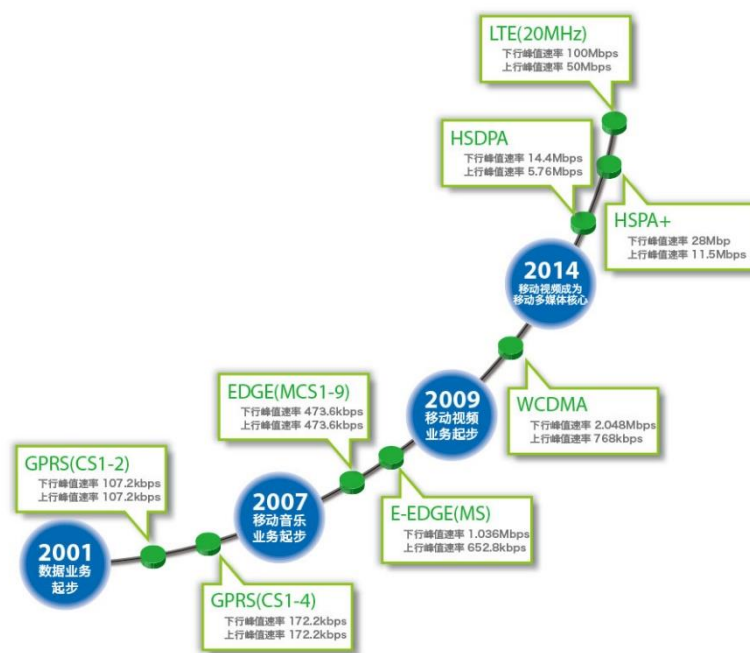 LTE(20MHz)
下行峰值速率 100Mbps
上行峰值速率 50Mbps
HSDPA
下行峰值速率 14.4Mbps
上行峰值速率 5.76Mbps
HSPA+
下行峰值速率 28Mbp
上行峰值速率 11.5Mbps
2014
移动视频成为
移动多媒体核心
EDGE(MCS1-9)
下行峰值速率 473.6kbps
上行峰值速率 473.6kbps
2009
移动视频
业务起步
WCDMA
下行峰值速率 2.048Mbps
上行峰值速率 768kbps
GPRS(CS1-2)
下行峰值速率 107.2kbps
上行峰值速率 107.2kbps
2007
移动音乐
业务起步
E-EDGE(MS)
下行峰值速率 1.036Mbps
上行峰值速率 652.8kbps
2001
数据业务
起步
GPRS(CS1-4)
下行峰值速率 172.2kbps
上行峰值速率 172.2kbps